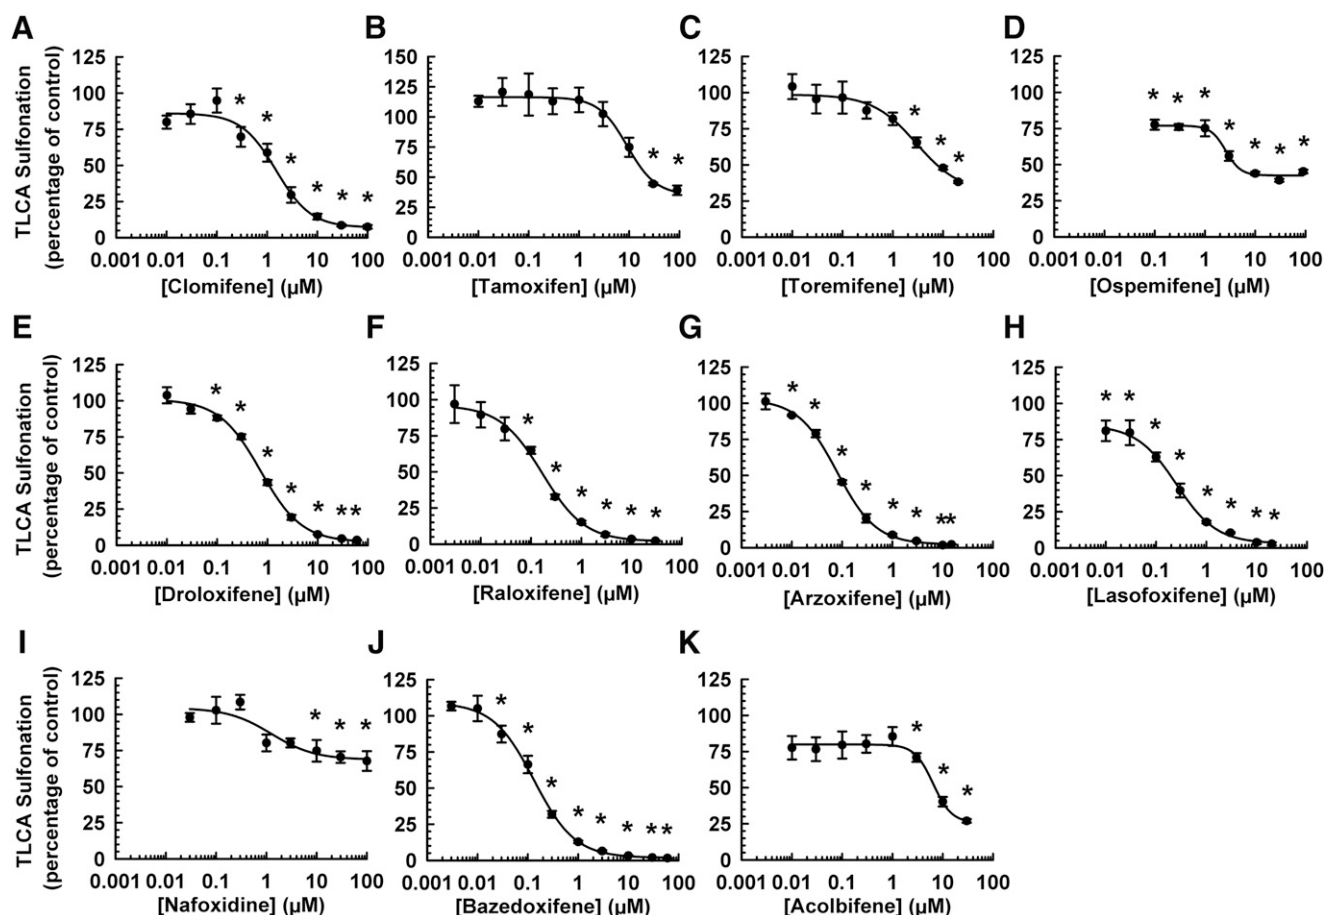 A B C D
TLCA Sulfonation
(percentage of control)
125 100 75 50 25 0
0.001 0.01 0.1 1 10 100
[Clomifene] (µM)
150 125 100 75 50 25 0
0.001 0.01 0.1 1 10 100
[Tamoxifen] (µM)
125 100 75 50 25 0
0.001 0.01 0.1 1 10 100
[Toremifene] (µM)
125 100 75 50 25 0
0.001 0.01 0.1 1 10 100
[Ospemifene] (µM)
E F G H
TLCA Sulfonation
(percentage of control)
125 100 75 50 25 0
0.001 0.01 0.1 1 10 100
[Droloxifene] (µM)
125 100 75 50 25 0
0.001 0.01 0.1 1 10 100
[Raloxifene] (µM)
125 100 75 50 25 0
0.001 0.01 0.1 1 10 100
[Arzoxifene] (µM)
125 100 75 50 25 0
0.001 0.01 0.1 1 10 100
[Lasofoxifene] (µM)
I J K
TLCA Sulfonation
(percentage of control)
125 100 75 50 25 0
0.001 0.01 0.1 1 10 100
[Nafoxidine] (µM)
125 100 75 50 25 0
0.001 0.01 0.1 1 10 100
[Bazedoxifene] (µM)
125 100 75 50 25 0
0.001 0.01 0.1 1 10 100
[Acolbifene] (µM)